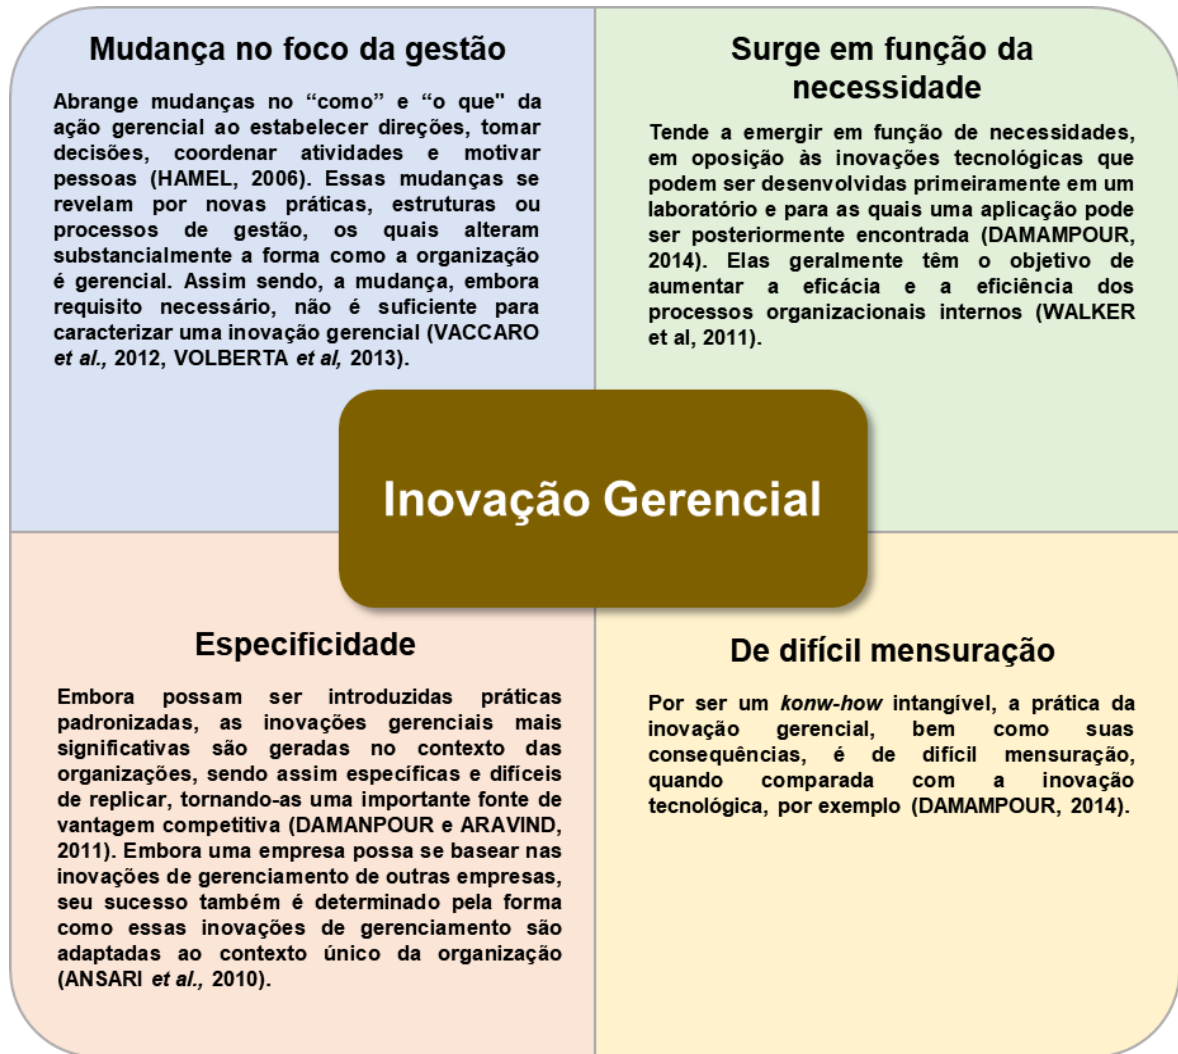 Mudança no foco da gestão
Abrange mudanças no “como” e “o que" da
ação gerencial ao estabelecer direções, tomar
decisões, coordenar atividades e motivar
pessoas (HAMEL, 2006). Essas mudanças se
revelam por novas práticas, estruturas ou
processos de gestão, os quais alteram
substancialmente a forma como a organização
é gerencial. Assim sendo, a mudança, embora
requisito necessário, não é suficiente para
caracterizar uma inovação gerencial (VACCARO
et al., 2012, VOLBERTA et al, 2013).
Surge em função da
necessidade
Tende a emergir em função de necessidades,
em oposição às inovações tecnológicas que
podem ser desenvolvidas primeiramente em um
laboratório e para as quais uma aplicação pode
ser posteriormente encontrada (DAMAMPOUR,
2014). Elas geralmente têm o objetivo de
aumentar a eficácia e a eficiência dos
processos organizacionais internos (WALKER
et al, 2011).
Inovação Gerencial
Especificidade
Embora possam ser introduzidas práticas
padronizadas, as inovações gerenciais mais
significativas são geradas no contexto das
organizações, sendo assim específicas e difíceis
de replicar, tornando-as uma importante fonte de
vantagem competitiva (DAMANPOUR e ARAVIND,
2011). Embora uma empresa possa se basear nas
inovações de gerenciamento de outras empresas,
seu sucesso também é determinado pela forma
como essas inovações de gerenciamento são
adaptadas ao contexto único da organização
(ANSARI et al., 2010).
De difícil mensuração
Por ser um konw-how intangível, a prática da
inovação gerencial, bem como suas
consequências, é de difícil mensuração,
quando comparada com a inovação
tecnológica, por exemplo (DAMAMPOUR, 2014).